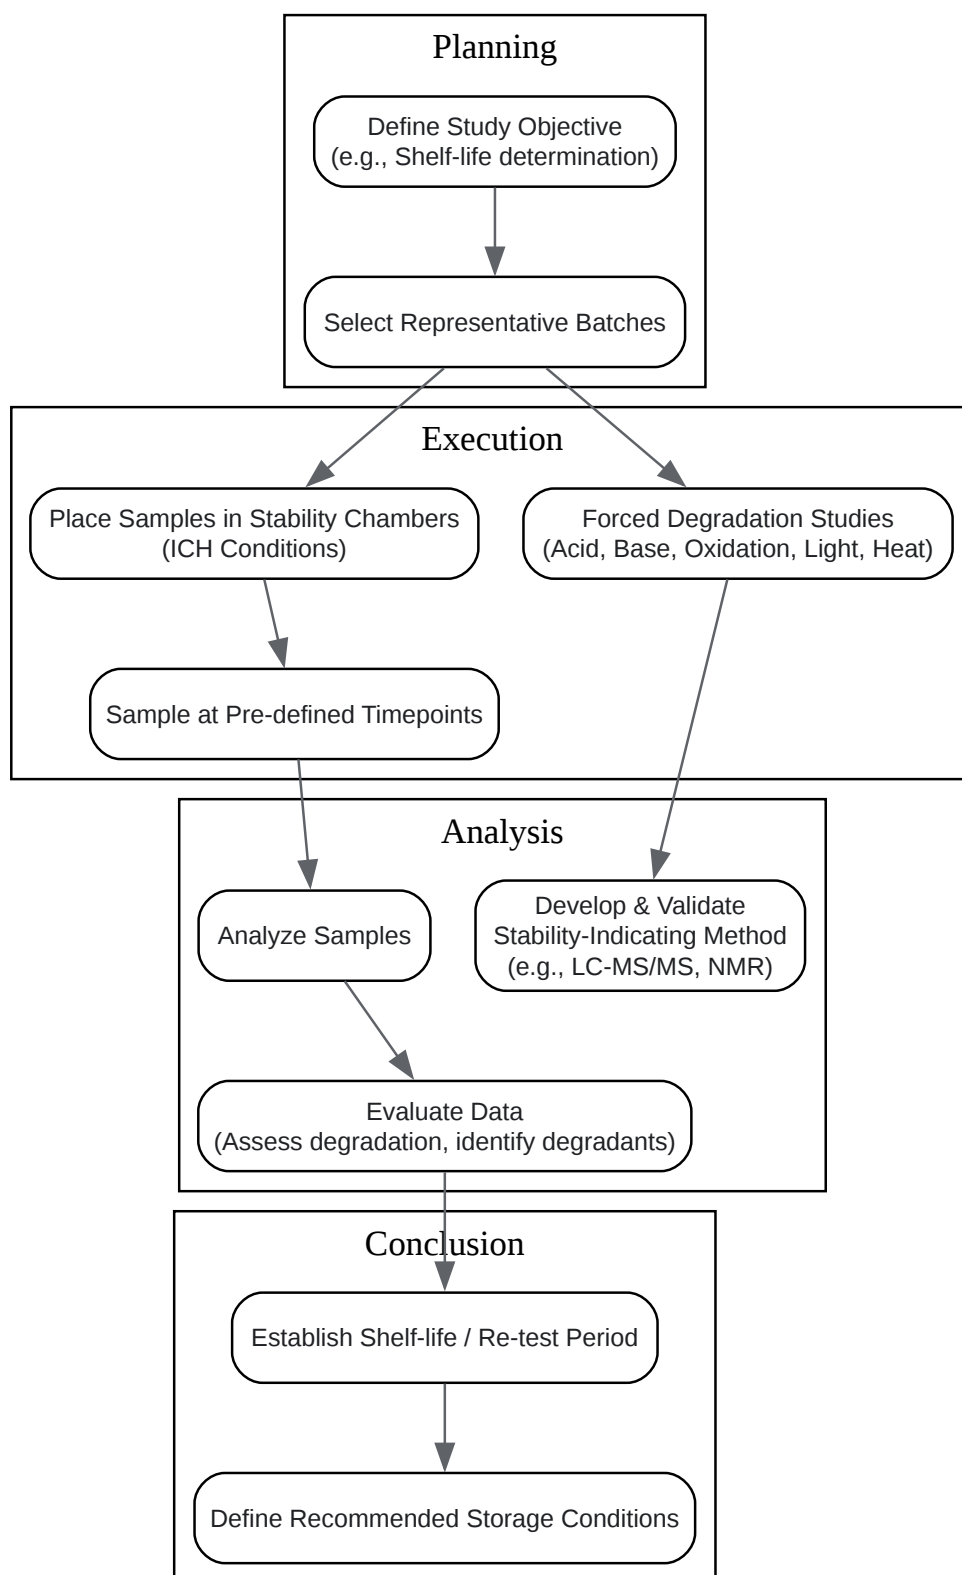 Planning
Define Study Objective
(e.g., Shelf-life determination)
Select Representative Batches
Execution
Place Samples in Stability Chambers
(ICH Conditions)
Forced Degradation Studies
(Acid, Base, Oxidation, Light, Heat)
Sample at Pre-defined Timepoints
Analysis
Analyze Samples
Develop & Validate
Stability-Indicating Method
(e.g., LC-MS/MS, NMR)
Evaluate Data
(Assess degradation, identify degradants)
Conclusion
Establish Shelf-life / Re-test Period
Define Recommended Storage Conditions